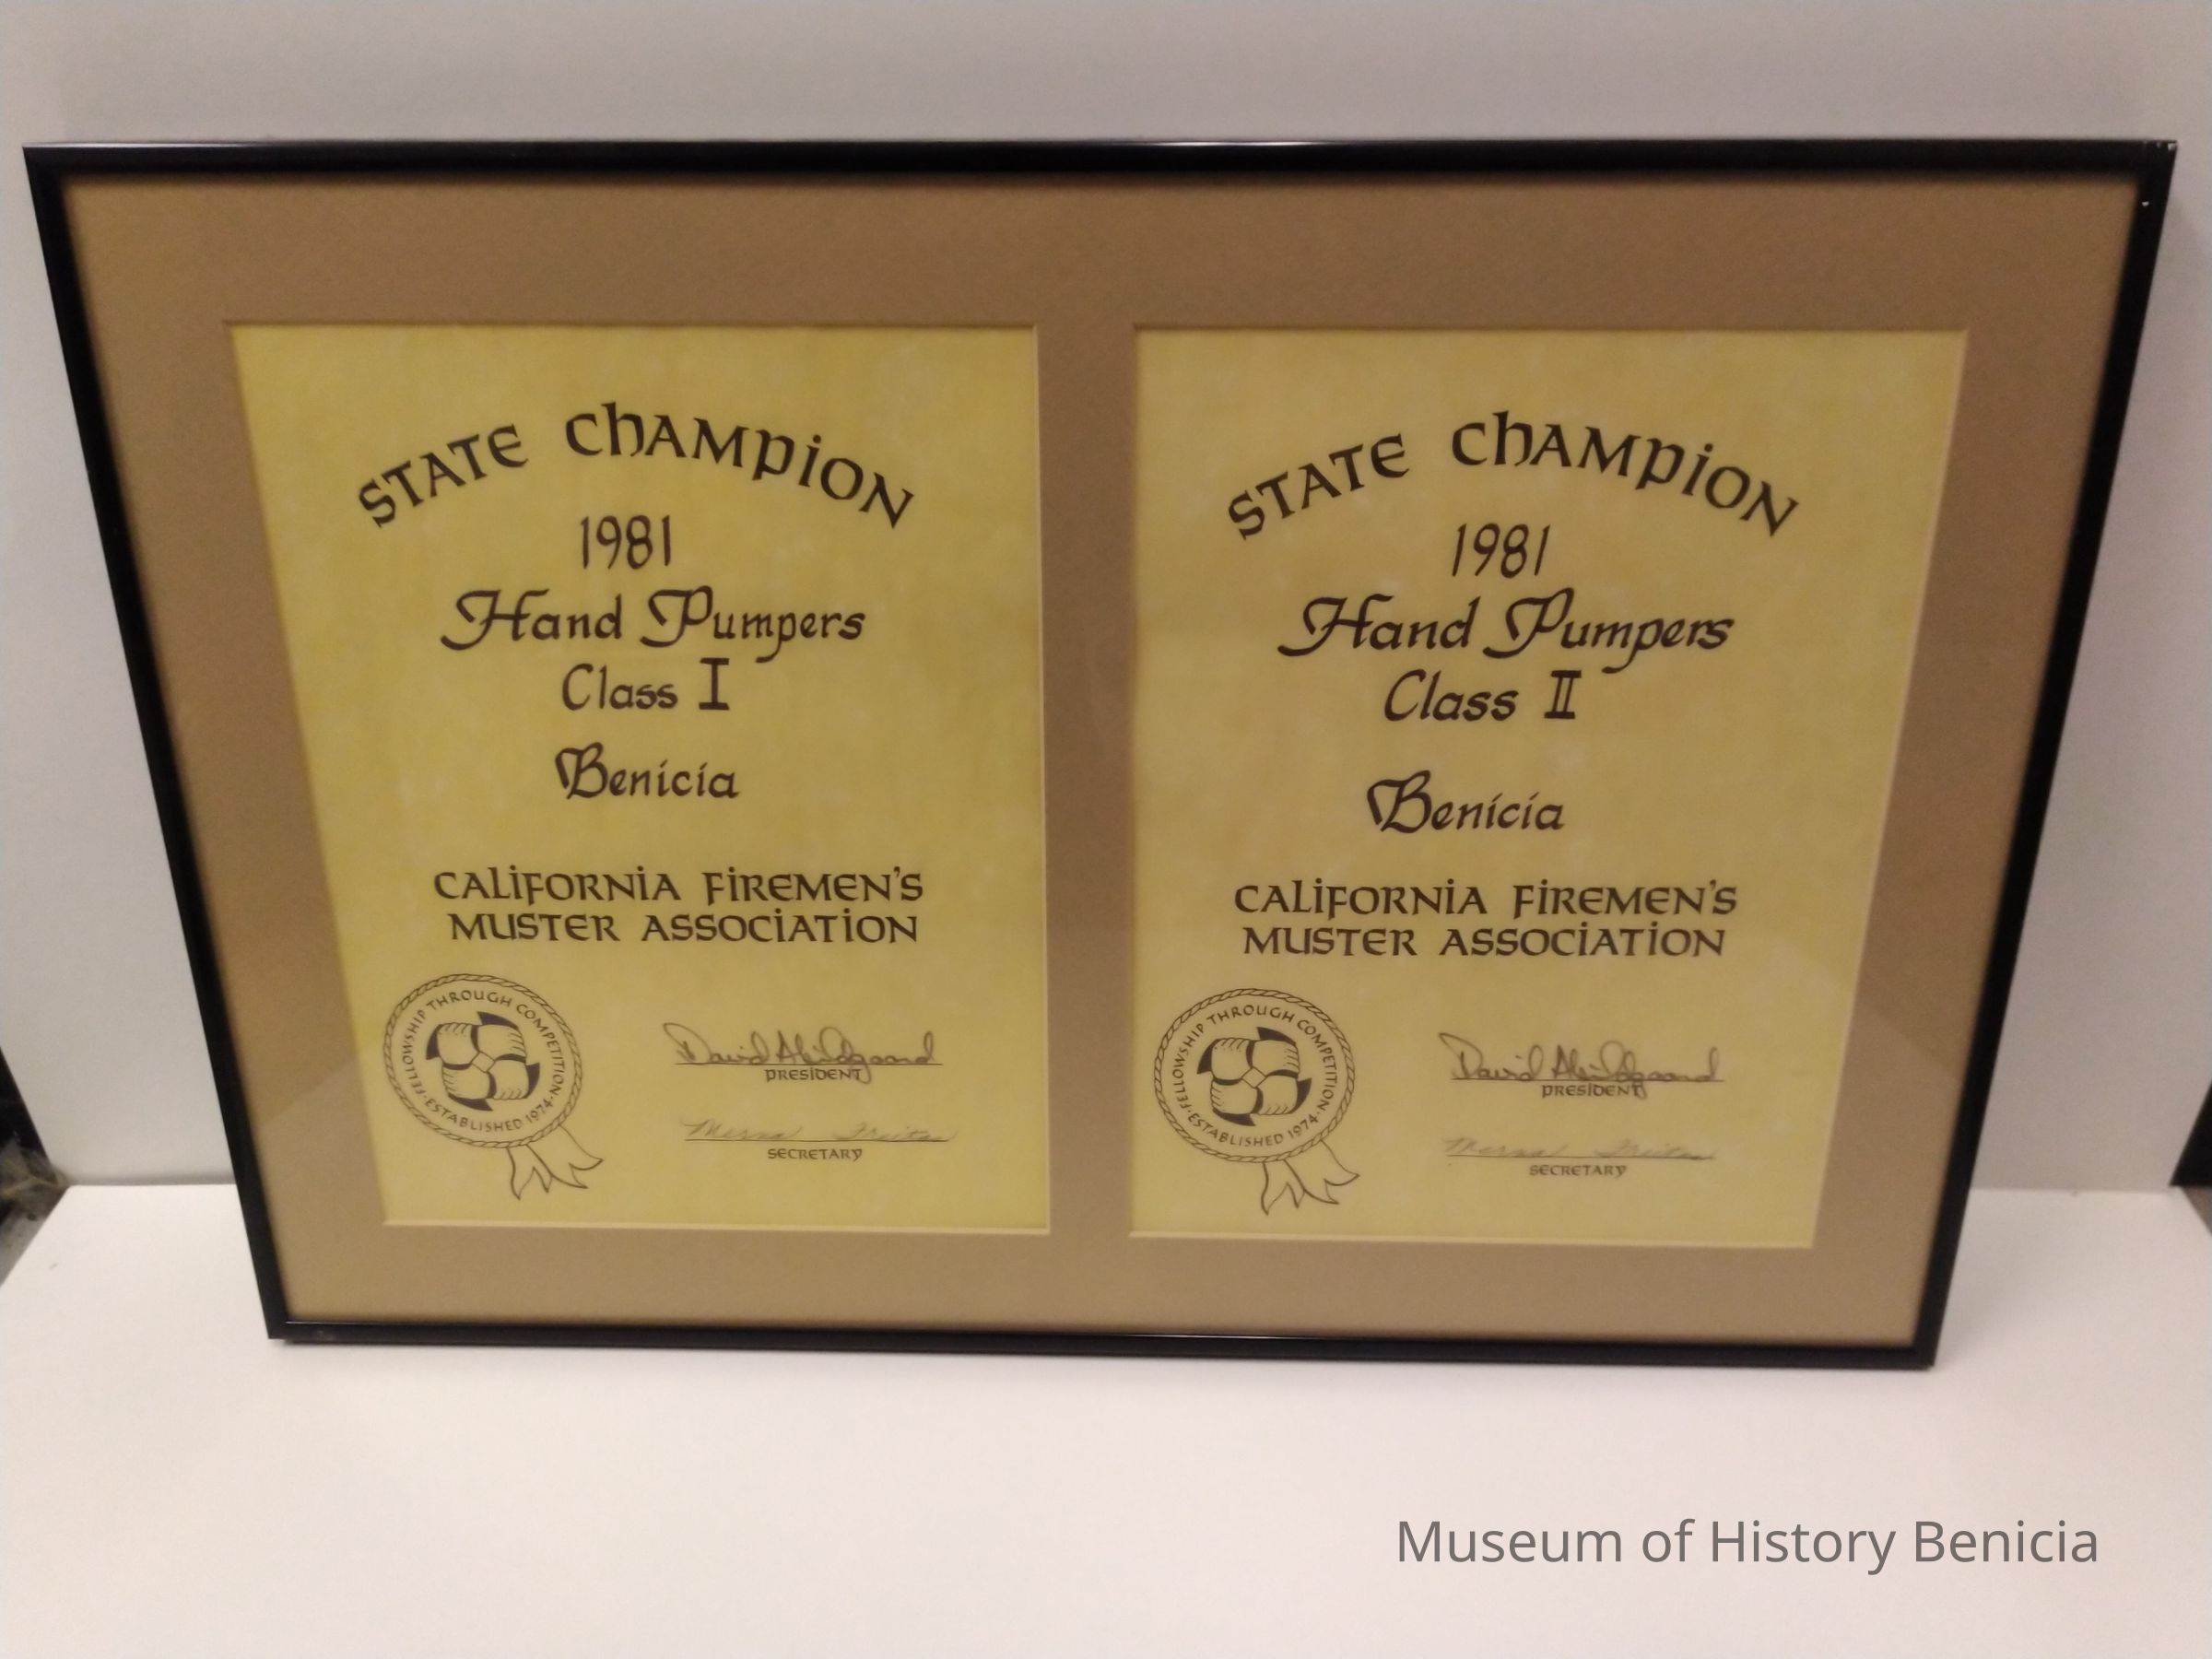 STATE ChAMpiON
1981
Hand Pumpers
Class I
Benicia
CALiFORNiA FiREMEN'S
MUSTER ASSOCiATiON
FELLOWSHIP THROUGH COMPETITION
ESTABLISHED 1974
David
PRESIDENT
SECRETARY
STATE ChAMpiON
1981
Hand Pumpers
Class II
Benicia
CALiFORNiA FiREMEN'S
MUSTER ASSOCiATiON
FELLOWSHIP THROUGH COMPETITION
ESTABLISHED 1974
David
PRESIDENT
SECRETARY
Museum of History Benicia